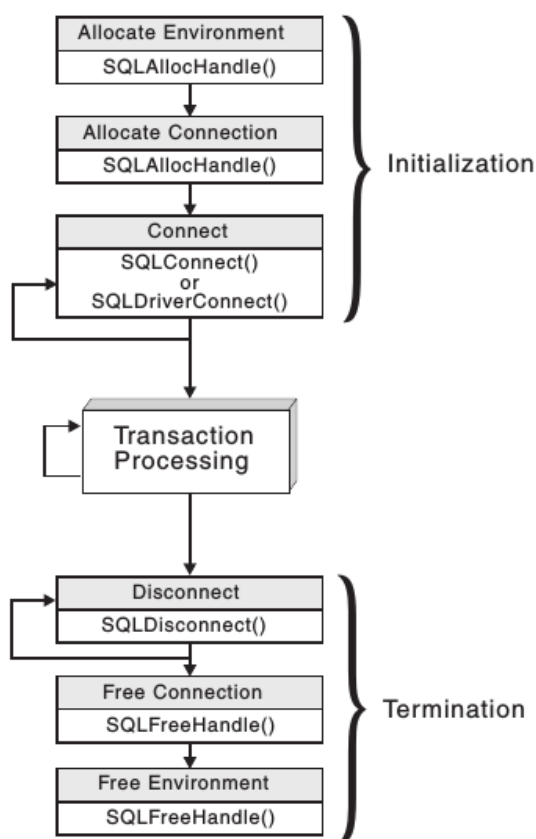 Allocate Environment
SQLAllocHandle()
Allocate Connection
SQLAllocHandle()
Initialization
Connect
SQLConnect()
or
SQLDriverConnect()
Transaction
Processing
Disconnect
SQLDisconnect()
Free Connection
SQLFreeHandle()
Termination
Free Environment
SQLFreeHandle()